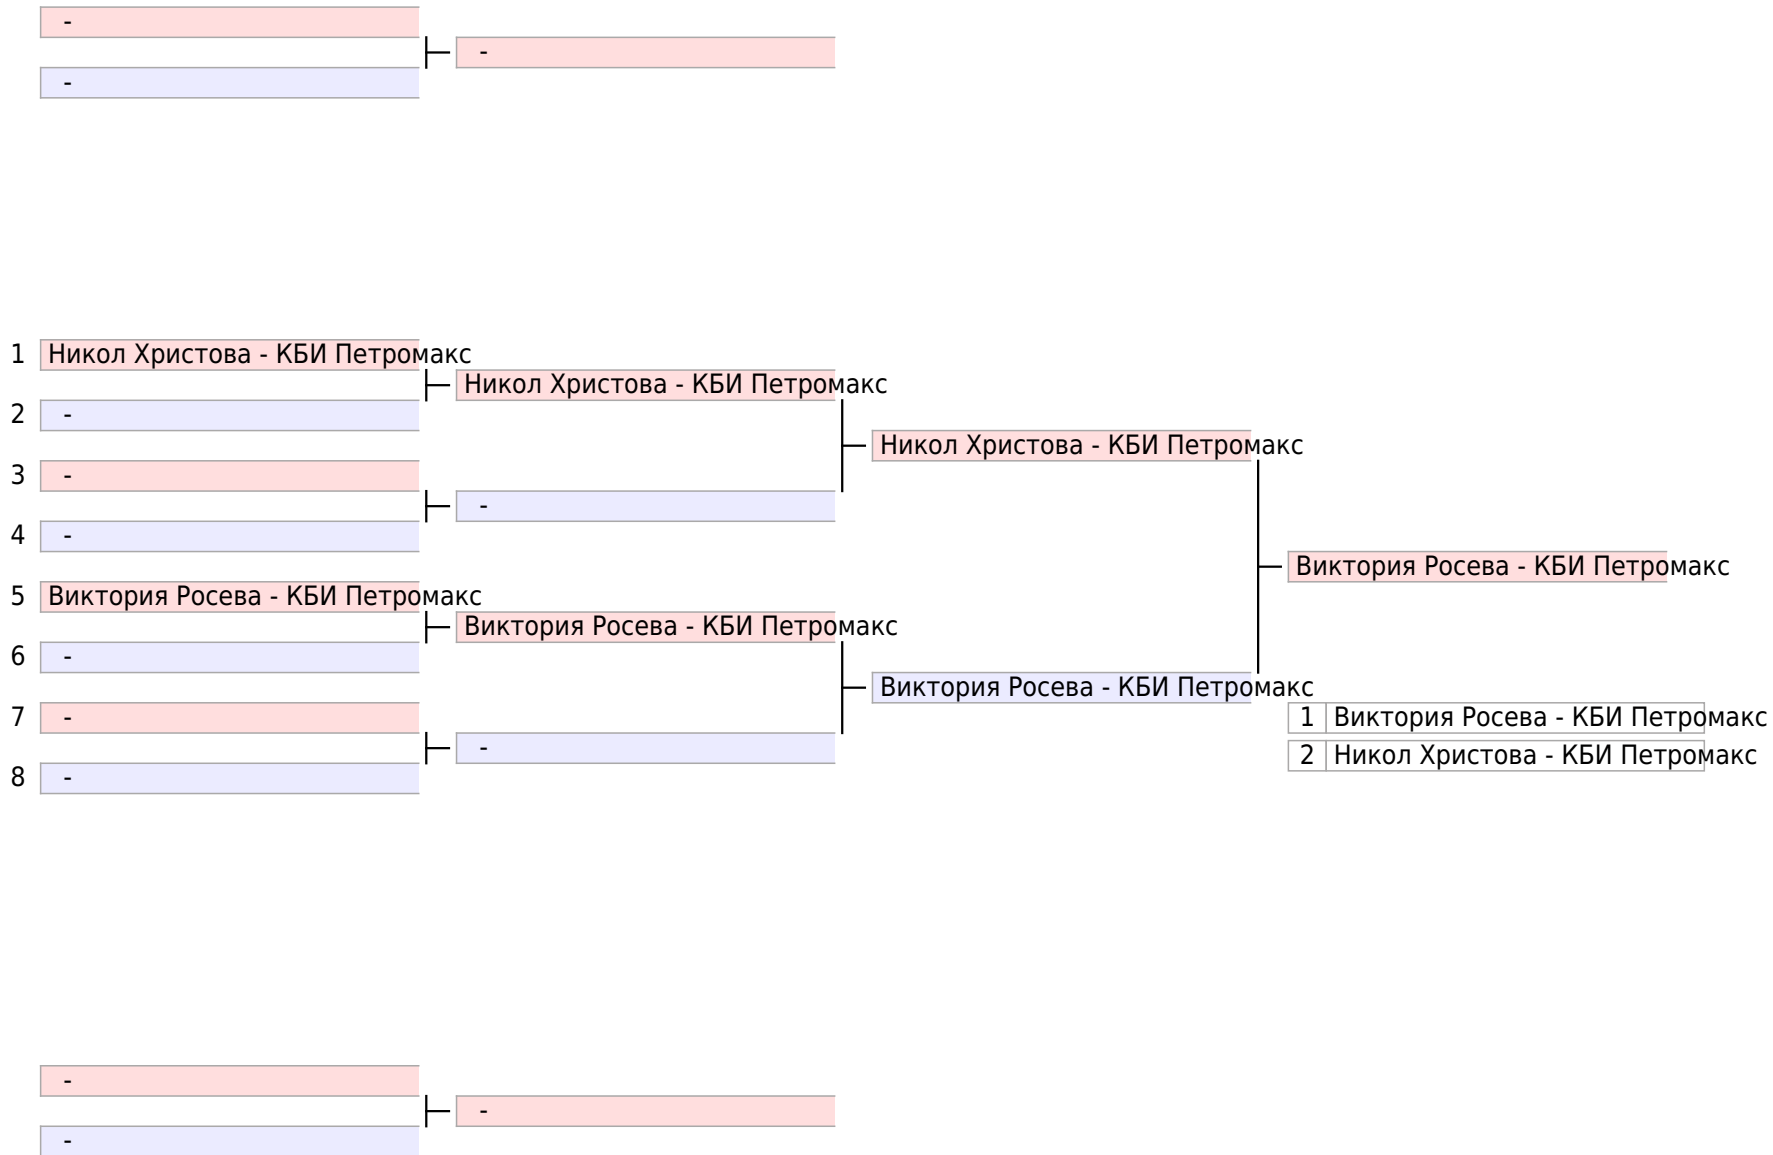 -
-
-
1 Никол Христова - КБИ Петромакс
Никол Христова - КБИ Петромакс
2 -
Никол Христова - КБИ Петромакс
3 -
-
4 -
Виктория Росева - КБИ Петромакс
5 Виктория Росева - КБИ Петромакс
Виктория Росева - КБИ Петромакс
6 -
Виктория Росева - КБИ Петромакс
7 -
1 Виктория Росева - КБИ Петромакс
-
2 Никол Христова - КБИ Петромакс
8 -
-
-
-